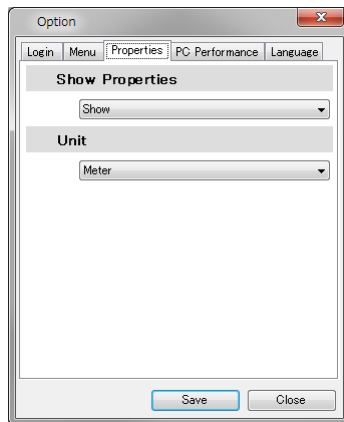 Option
Login Menu Properties PC Performance Language
Show Properties
Show
Unit
Meter
Save Close